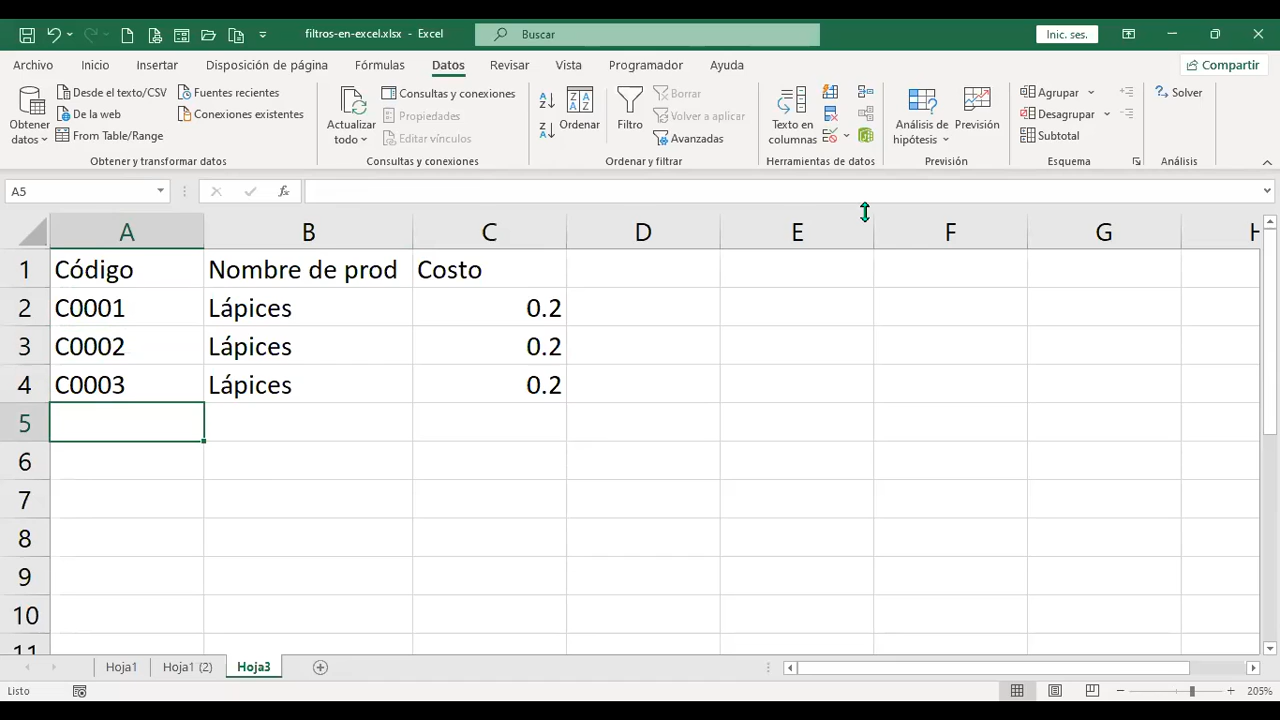 filtros-en-excel.xlsx - Excel
Buscar
Inic. ses.
Archivo Inicio Insertar Disposición de página Fórmulas Datos Revisar Vista Programador Ayuda
Compartir
Obtener datos
Desde el texto/CSV
De la web
From Table/Range
Fuentes recientes
Conexiones existentes
Obtener y transformar datos
Actualizar todo
Consultas y conexiones
Propiedades
Editar vínculos
Consultas y conexiones
A
Z
Z
A
Z A
A Z
Ordenar
Filtro
Borrar
Volver a aplicar
Avanzadas
Ordenar y filtrar
Texto en columnas
Herramientas de datos
Análisis de hipótesis
Previsión
Previsión
Agrupar
Desagrupar
Subtotal
Esquema
Solver
Análisis
A5
fx
A B C D E F G H
1 Código Nombre de prod Costo
2 C0001 Lápices 0.2
3 C0002 Lápices 0.2
4 C0003 Lápices 0.2
5
6
7
8
9
10
11
Hoja1 Hoja1 (2) Hoja3
Listo
205%